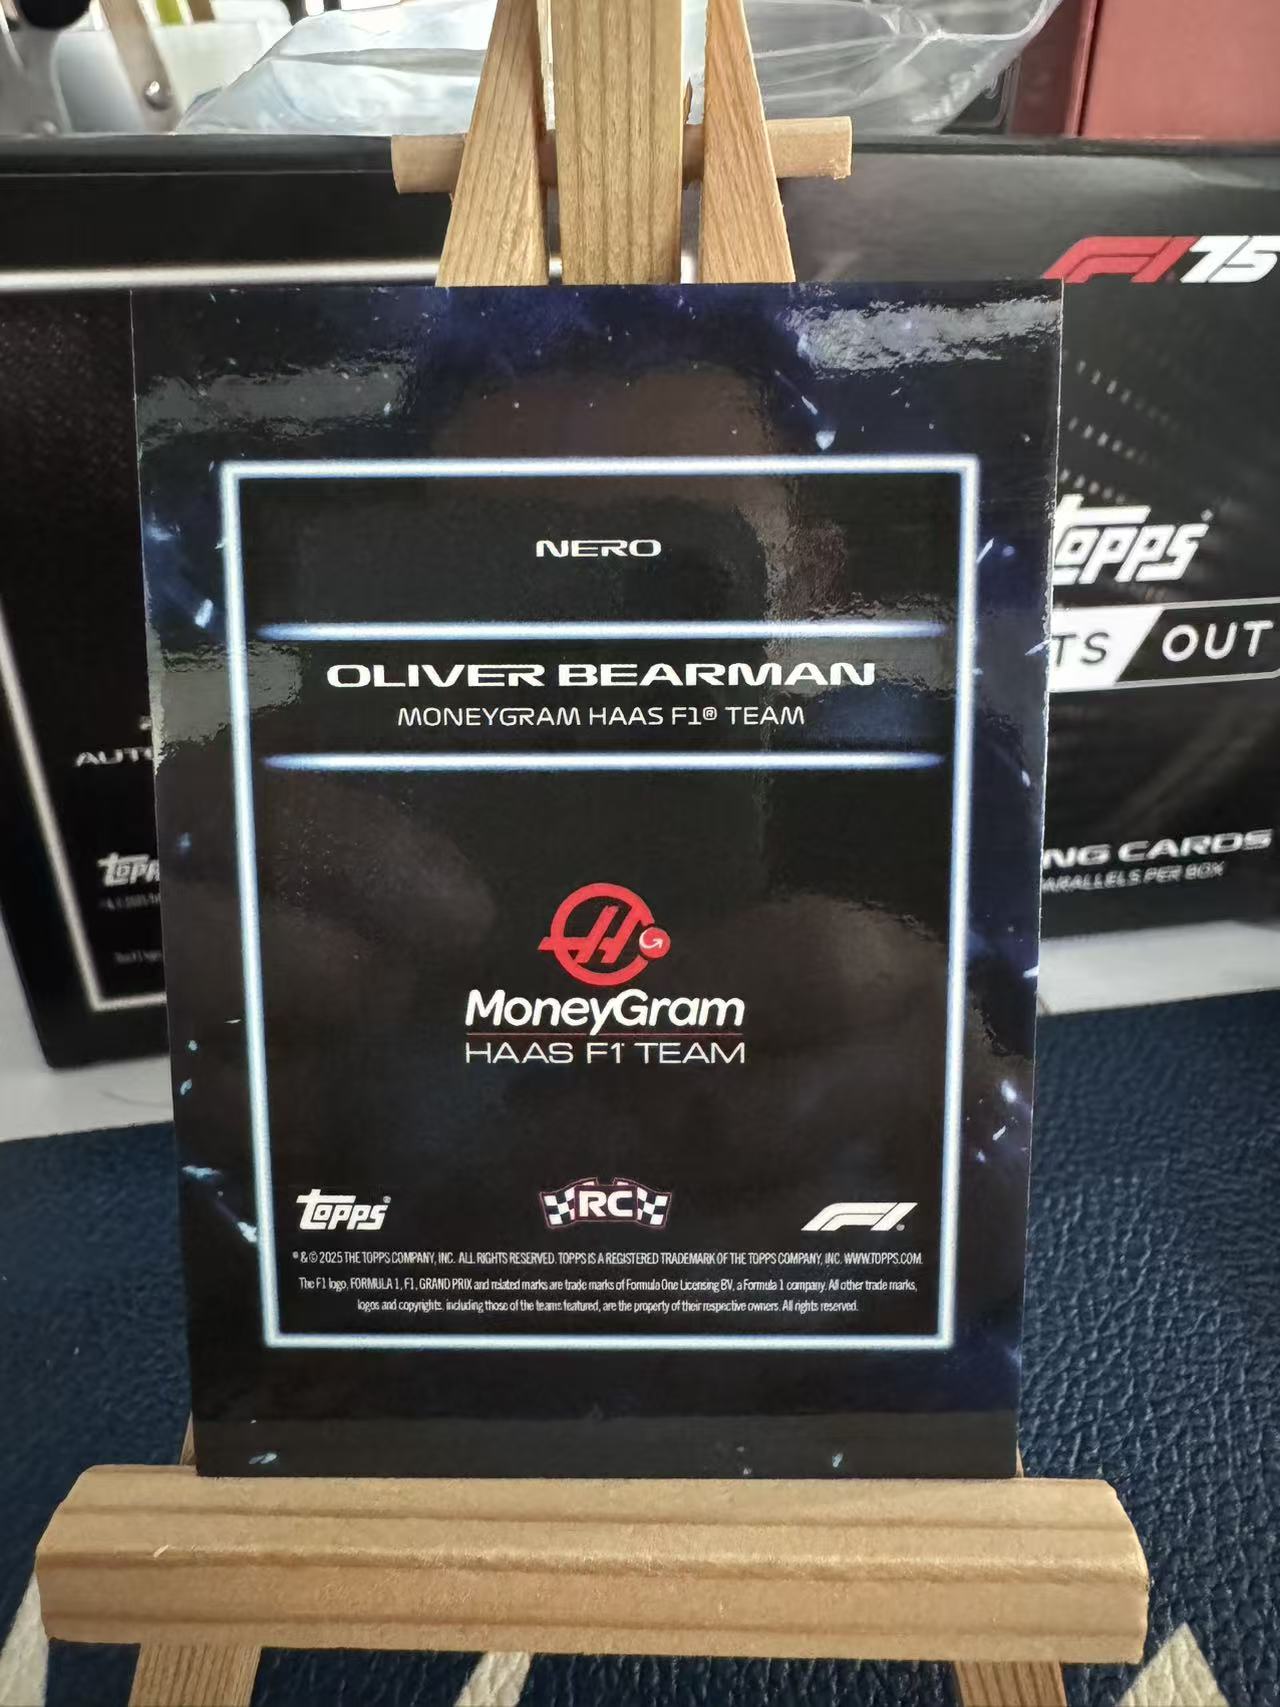 F1 75
NERO
topps®
TS OUT
OLIVER BEARMAN
MONEYGRAM HAAS F1® TEAM
AUTO
NG CARDS
ARALLELS PER BOX
topps
H
MoneyGram
HAAS F1 TEAM
topps®
RC
F1
® & © 2025 THE TOPPS COMPANY, INC. ALL RIGHTS RESERVED. TOPPS IS A REGISTERED TRADEMARK OF THE TOPPS COMPANY, INC. WWW.TOPPS.COM.
The F1 logo, FORMULA 1, F1, GRAND PRIX and related marks are trade marks of Formula One Licensing BV, a Formula 1 company. All other trade marks,
logos and copyrights, including those of the teams featured, are the property of their respective owners. All rights reserved.